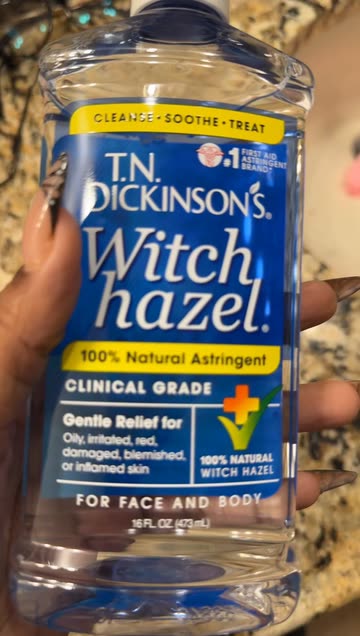 CLEANSE • SOOTHE • TREAT
#1 FIRST AID
ASTRINGENT
BRAND*
T.N.
DICKINSON'S®
Witch
hazel®
100% Natural Astringent
CLINICAL GRADE
Gentle Relief for
Oily, irritated, red,
damaged, blemished,
or inflamed skin
100% NATURAL
WITCH HAZEL
FOR FACE AND BODY
16 FL. OZ. (473 mL)